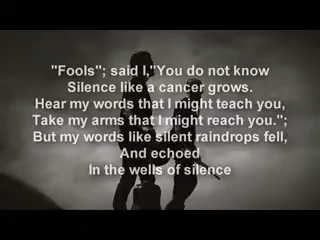 "Fools"; said I,"You do not know
Silence like a cancer grows.
Hear my words that I might teach you,
Take my arms that I might reach you.";
But my words like silent raindrops fell,
And echoed
In the wells of silence